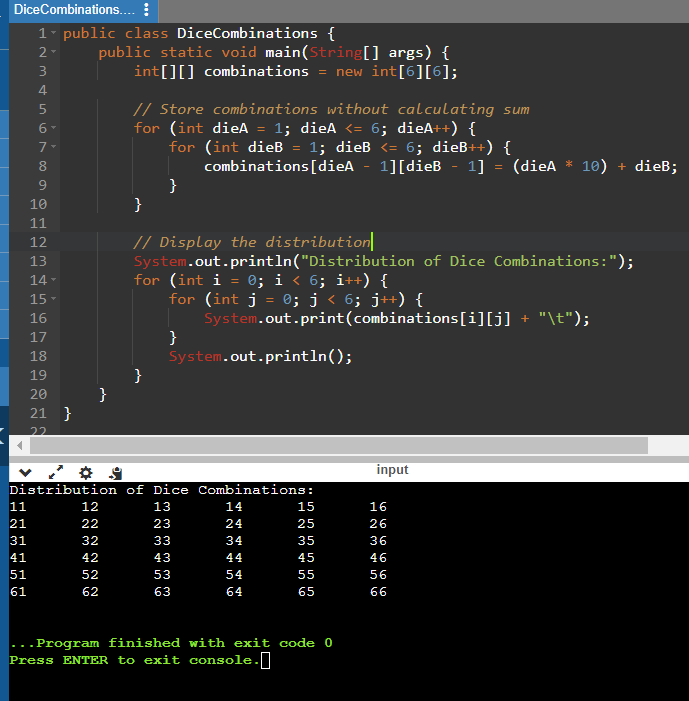 DiceCombinations....
1 public class DiceCombinations {
2 public static void main(String[] args) {
3 int[][] combinations = new int[6][6];
4
5 // Store combinations without calculating sum
6 for (int dieA = 1; dieA <= 6; dieA++) {
7 for (int dieB = 1; dieB <= 6; dieB++) {
8 combinations[dieA - 1][dieB - 1] = (dieA * 10) + dieB;
9 }
10 }
11
12 // Display the distribution
13 System.out.println("Distribution of Dice Combinations:");
14 for (int i = 0; i < 6; i++) {
15 for (int j = 0; j < 6; j++) {
16 System.out.print(combinations[i][j] + "\t");
17 }
18 System.out.println();
19 }
20 }
21 }
22
input
Distribution of Dice Combinations:
11 12 13 14 15 16
21 22 23 24 25 26
31 32 33 34 35 36
41 42 43 44 45 46
51 52 53 54 55 56
61 62 63 64 65 66
...Program finished with exit code 0
Press ENTER to exit console.